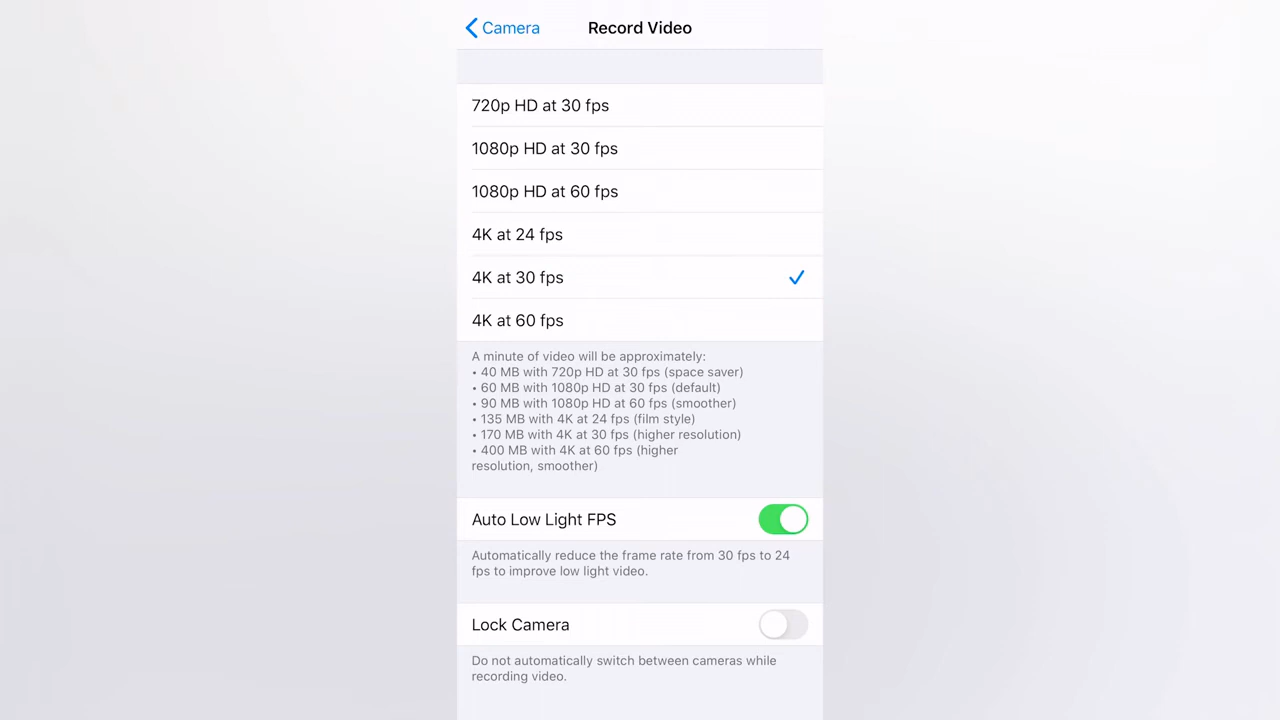 Camera
Record Video
720p HD at 30 fps
1080p HD at 30 fps
1080p HD at 60 fps
4K at 24 fps
4K at 30 fps
4K at 60 fps
A minute of video will be approximately:
• 40 MB with 720p HD at 30 fps (space saver)
• 60 MB with 1080p HD at 30 fps (default)
• 90 MB with 1080p HD at 60 fps (smoother)
• 135 MB with 4K at 24 fps (film style)
• 170 MB with 4K at 30 fps (higher resolution)
• 400 MB with 4K at 60 fps (higher
resolution, smoother)
Auto Low Light FPS
Automatically reduce the frame rate from 30 fps to 24
fps to improve low light video.
Lock Camera
Do not automatically switch between cameras while
recording video.